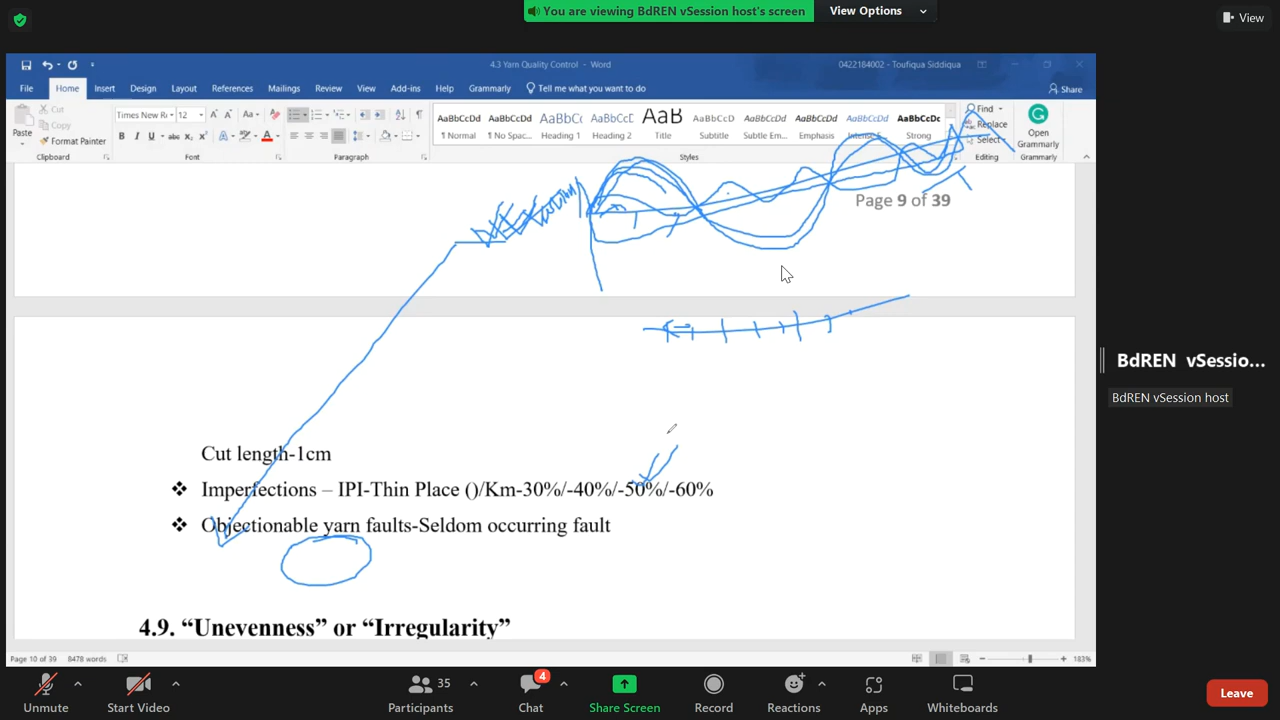 You are viewing BdREN vSession host's screen
View Options
View
4.3 Yarn Quality Control - Word
0422184002 - Toufiqua Siddiqua
File Home Insert Design Layout References Mailings Review View Add-ins Help Grammarly Tell me what you want to do Share
Paste
Cut
Copy
Format Painter
Times New Ro 12
Clipboard
Font
Paragraph
AaBbCcDd AaBbCcDd AaBbCc AaBbCc AaB AaBbCcD AaBbCcDd AaBbCcDd AaBbCcDd AaBbCcDc
¶ Normal ¶ No Spac... Heading 1 Heading 2 Title Subtitle Subtle Em... Emphasis Intense E... Strong
Styles
Find
Replace
Select
Editing
Open
Grammarly
Grammarly
Page 9 of 39
Cut length-1cm
❖ Imperfections – IPI-Thin Place ()/Km-30%/-40%/-50%/-60%
❖ Objectionable yarn faults-Seldom occurring fault
4.9. “Unevenness” or “Irregularity”
Page 10 of 39 8478 words
183%
BdREN vSessio...
BdREN vSession host
Unmute
Start Video
Participants 35
Chat 4
Share Screen
Record
Reactions
Apps
Whiteboards
Leave